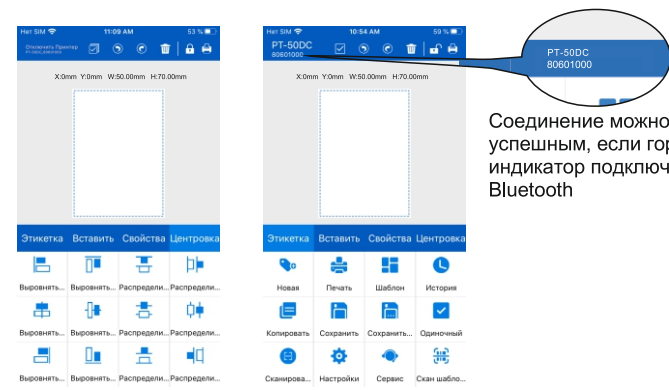 Нет SIM 11:09 AM 53 %
Отключить Принтер
X:0mm Y:0mm W:50.00mm H:70.00mm
Этикетка Вставить Свойства Центровка
Выровнять... Выровнять... Распредели... Распредели...
Выровнять... Выровнять... Распредели... Распредели...
Выровнять... Выровнять... Распредели... Распредели...
Нет SIM 10:54 AM 59 %
PT-50DC
80601000
X:0mm Y:0mm W:50.00mm H:70.00mm
Этикетка Вставить Свойства Центровка
Новая Печать Шаблон История
Копировать Сохранить Сохранить... Одиночный
Сканирова... Настройки Сервис Скан шабло...
PT-50DC
80601000
Соединение можно
успешным, если гор
индикатор подключ
Bluetooth